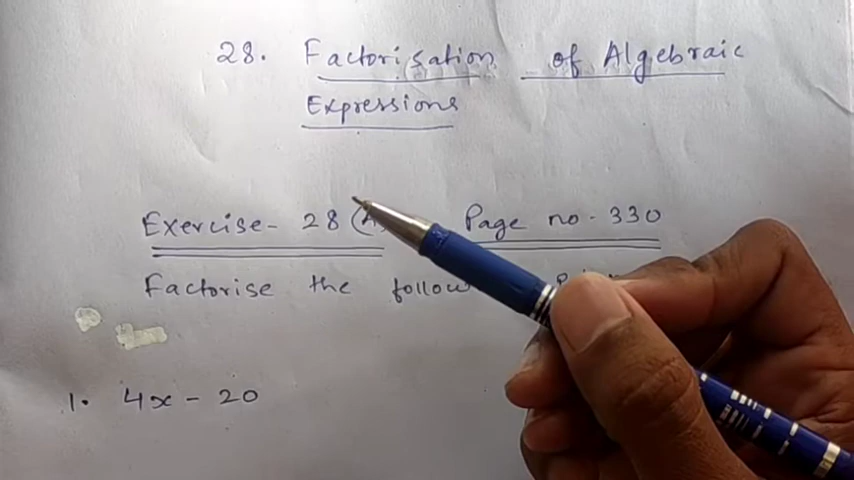 28. Factorisation of Algebraic
Expressions
Exercise- 28 (A) Page no. 330
Factorise the
1. 4x - 20